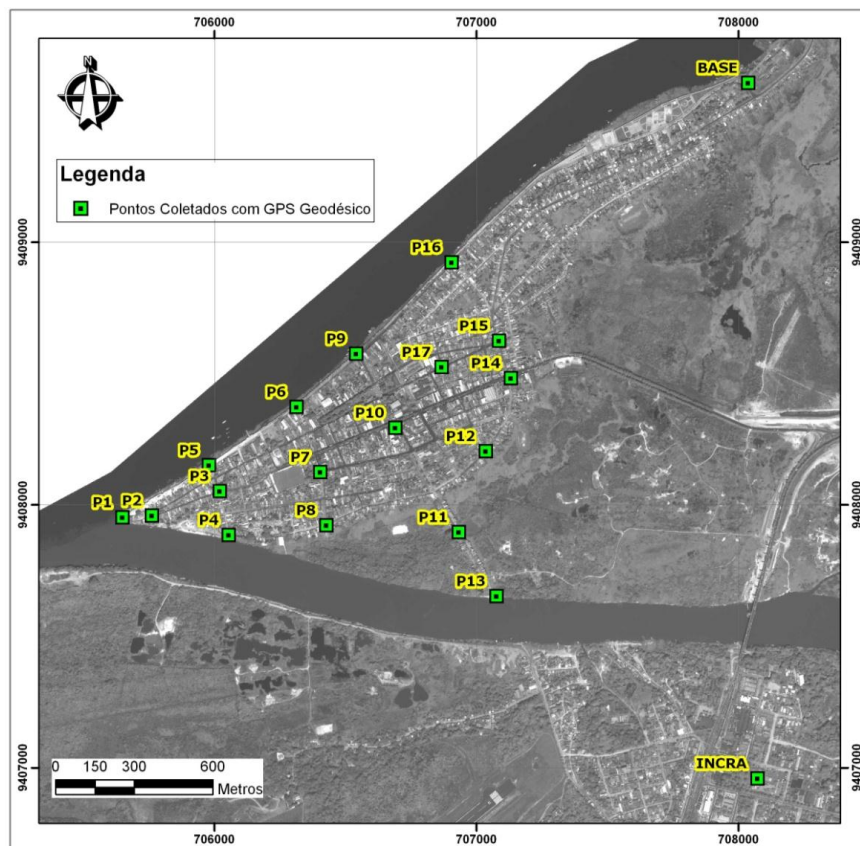 706000 707000 708000
N
BASE
Legenda
Pontos Coletados com GPS Geodésico
9409000 9409000
P16
P15
P9
P17
P14
P6
P10
P12
P5
P7
P3
P1 P2
P8
P4
P11
9408000 9408000
P13
INCRA
9407000 9407000
0 150 300 600
Metros
706000 707000 708000